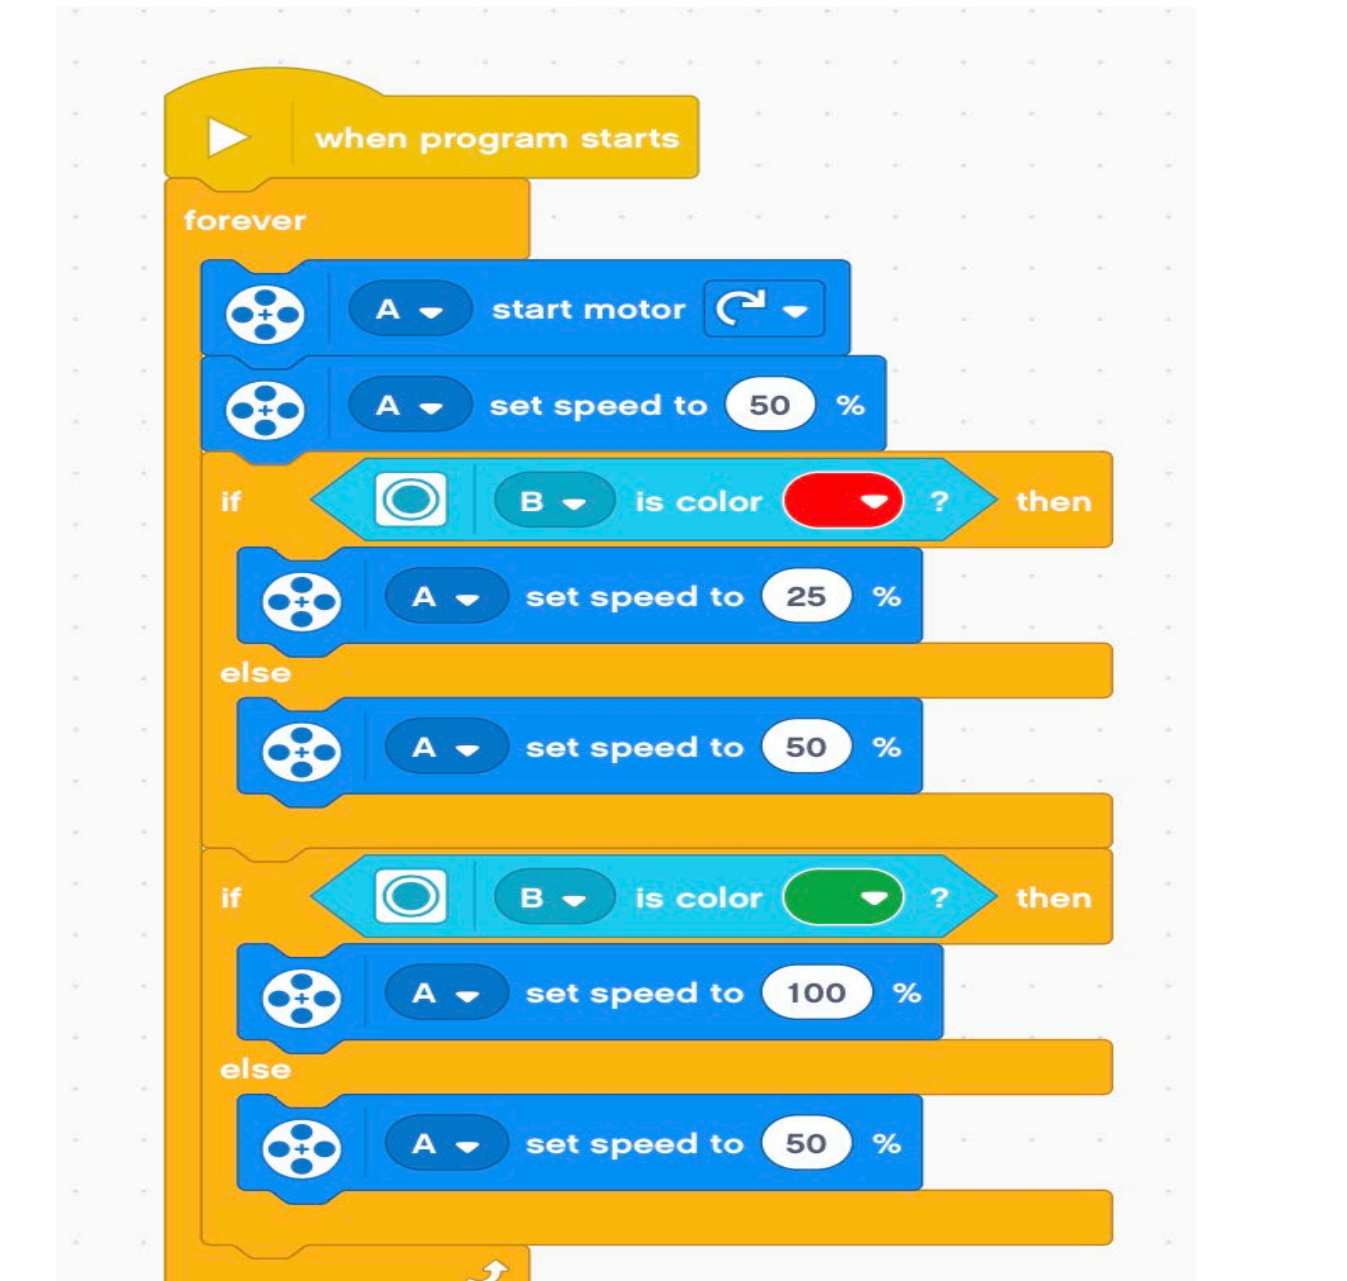 when program starts
forever
A start motor
A set speed to 50 %
if B is color ? then
A set speed to 25 %
else
A set speed to 50 %
if B is color ? then
A set speed to 100 %
else
A set speed to 50 %